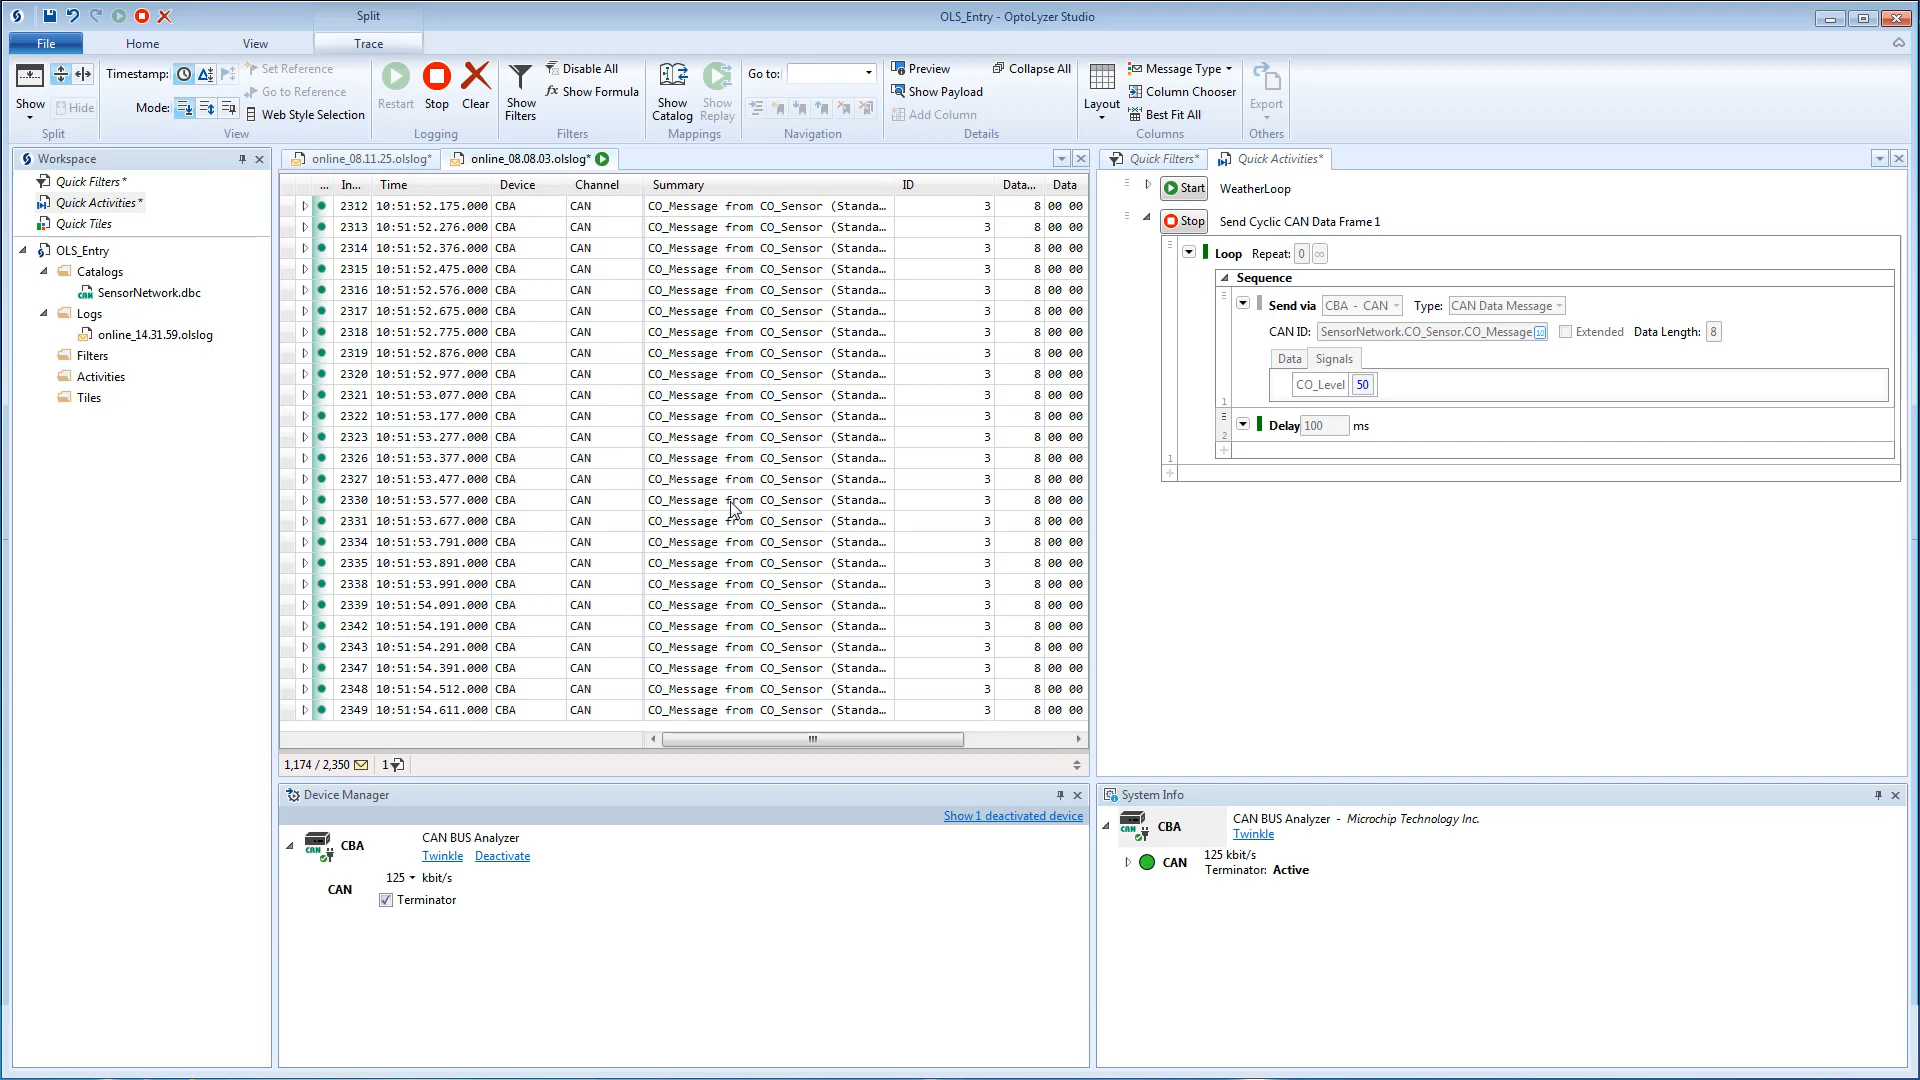 Split
OLS_Entry - OptoLyzer Studio
File
Home
View
Trace
Show
Hide
Split
Timestamp:
Mode:
Set Reference
Go to Reference
Web Style Selection
View
Restart
Stop
Clear
Logging
Show Filters
Disable All
fx Show Formula
Filters
Show Catalog
Show Replay
Mappings
Go to:
Navigation
Preview
Show Payload
Add Column
Collapse All
Details
Layout
Message Type
Column Chooser
Best Fit All
Columns
Export
Others
Workspace
Quick Filters*
Quick Activities*
Quick Tiles
OLS_Entry
Catalogs
SensorNetwork.dbc
Logs
online_14.31.59.olslog
Filters
Activities
Tiles
online_08.11.25.olslog*
online_08.08.03.olslog*
... In... Time Device Channel Summary ID Data... Data
2312 10:51:52.175.000 CBA CAN CO_Message from CO_Sensor (Standa... 3 8 00 00
2313 10:51:52.276.000 CBA CAN CO_Message from CO_Sensor (Standa... 3 8 00 00
2314 10:51:52.376.000 CBA CAN CO_Message from CO_Sensor (Standa... 3 8 00 00
2315 10:51:52.475.000 CBA CAN CO_Message from CO_Sensor (Standa... 3 8 00 00
2316 10:51:52.576.000 CBA CAN CO_Message from CO_Sensor (Standa... 3 8 00 00
2317 10:51:52.675.000 CBA CAN CO_Message from CO_Sensor (Standa... 3 8 00 00
2318 10:51:52.775.000 CBA CAN CO_Message from CO_Sensor (Standa... 3 8 00 00
2319 10:51:52.876.000 CBA CAN CO_Message from CO_Sensor (Standa... 3 8 00 00
2320 10:51:52.977.000 CBA CAN CO_Message from CO_Sensor (Standa... 3 8 00 00
2321 10:51:53.077.000 CBA CAN CO_Message from CO_Sensor (Standa... 3 8 00 00
2322 10:51:53.177.000 CBA CAN CO_Message from CO_Sensor (Standa... 3 8 00 00
2323 10:51:53.277.000 CBA CAN CO_Message from CO_Sensor (Standa... 3 8 00 00
2326 10:51:53.377.000 CBA CAN CO_Message from CO_Sensor (Standa... 3 8 00 00
2327 10:51:53.477.000 CBA CAN CO_Message from CO_Sensor (Standa... 3 8 00 00
2330 10:51:53.577.000 CBA CAN CO_Message from CO_Sensor (Standa... 3 8 00 00
2331 10:51:53.677.000 CBA CAN CO_Message from CO_Sensor (Standa... 3 8 00 00
2334 10:51:53.791.000 CBA CAN CO_Message from CO_Sensor (Standa... 3 8 00 00
2335 10:51:53.891.000 CBA CAN CO_Message from CO_Sensor (Standa... 3 8 00 00
2338 10:51:53.991.000 CBA CAN CO_Message from CO_Sensor (Standa... 3 8 00 00
2339 10:51:54.091.000 CBA CAN CO_Message from CO_Sensor (Standa... 3 8 00 00
2342 10:51:54.191.000 CBA CAN CO_Message from CO_Sensor (Standa... 3 8 00 00
2343 10:51:54.291.000 CBA CAN CO_Message from CO_Sensor (Standa... 3 8 00 00
2347 10:51:54.391.000 CBA CAN CO_Message from CO_Sensor (Standa... 3 8 00 00
2348 10:51:54.512.000 CBA CAN CO_Message from CO_Sensor (Standa... 3 8 00 00
2349 10:51:54.611.000 CBA CAN CO_Message from CO_Sensor (Standa... 3 8 00 00
1,174 / 2,350 1
Quick Filters*
Quick Activities*
Start WeatherLoop
Stop Send Cyclic CAN Data Frame 1
Loop Repeat: 0 ∞
Sequence
Send via CBA - CAN Type: CAN Data Message
CAN ID: SensorNetwork.CO_Sensor.CO_Message 10 Extended Data Length: 8
Data Signals
CO_Level 50
1
Delay 100 ms
2
1
Device Manager
Show 1 deactivated device
CAN CBA CAN BUS Analyzer
Twinkle Deactivate
125 kbit/s
CAN
Terminator
System Info
CAN CBA CAN BUS Analyzer - Microchip Technology Inc.
Twinkle
125 kbit/s
CAN
Terminator: Active